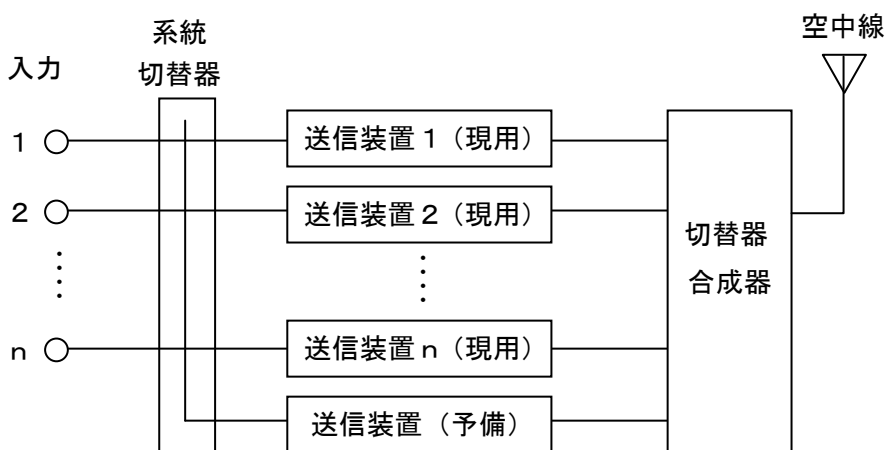 系統
切替器
空中線
入力
1
送信装置1（現用）
2
送信装置2（現用）
切替器
合成器
n
送信装置n（現用）
送信装置（予備）